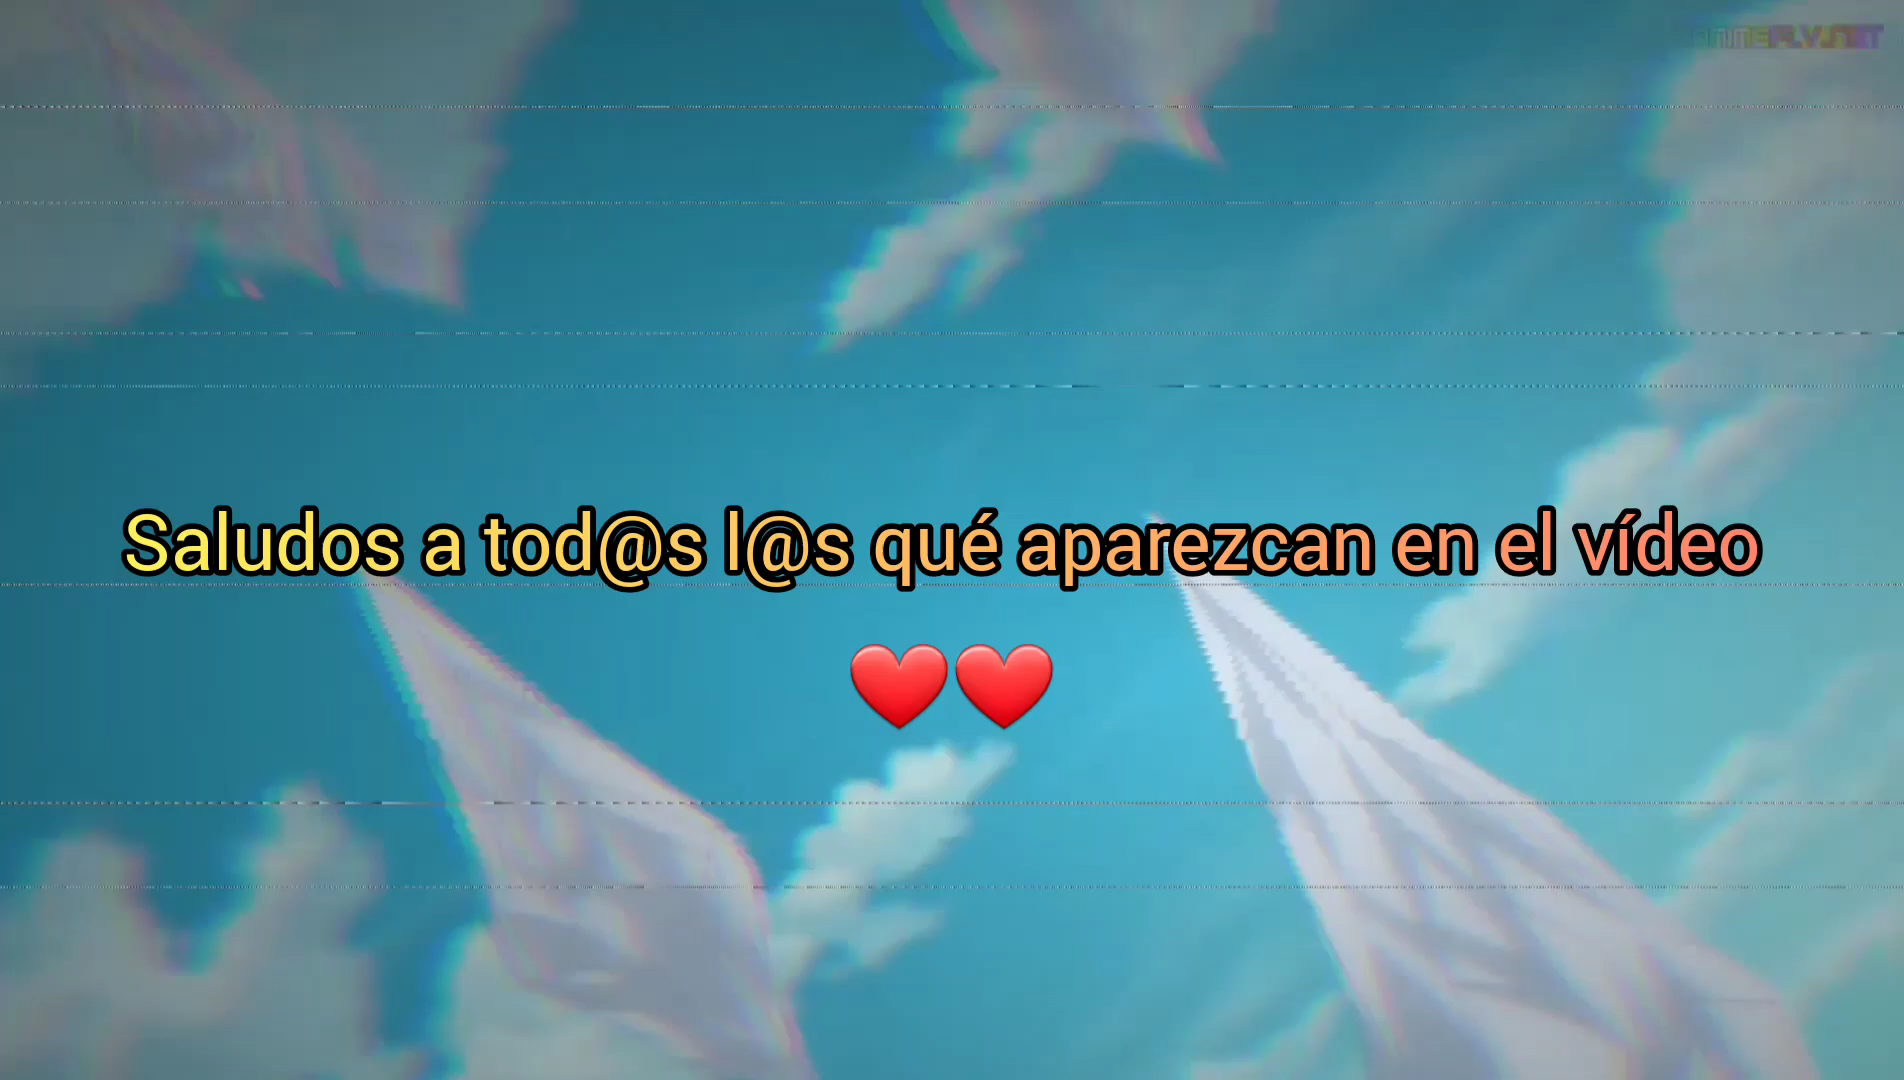 Saludos a tod@s l@s qué aparezcan en el vídeo
❤️❤️